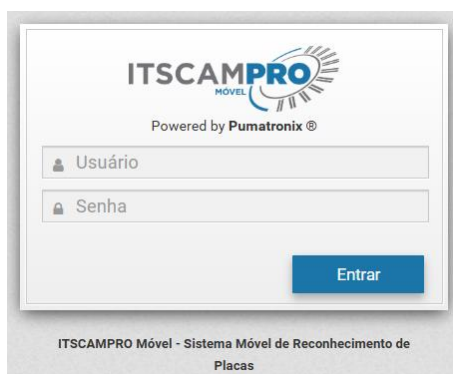 ITSCAMPRO
MÓVEL
Powered by Pumatronix ®
Usuário
Senha
Entrar
ITSCAMPRO Móvel - Sistema Móvel de Reconhecimento de
Placas